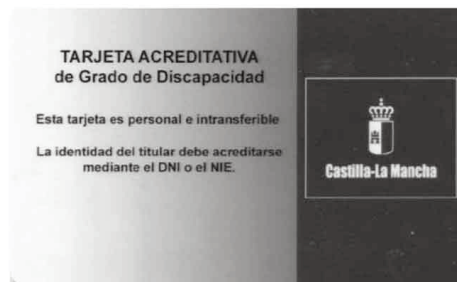 TARJETA ACREDITATIVA
de Grado de Discapacidad
Esta tarjeta es personal e intransferible
La identidad del titular debe acreditarse
mediante el DNI o el NIE.
Castilla-La Mancha